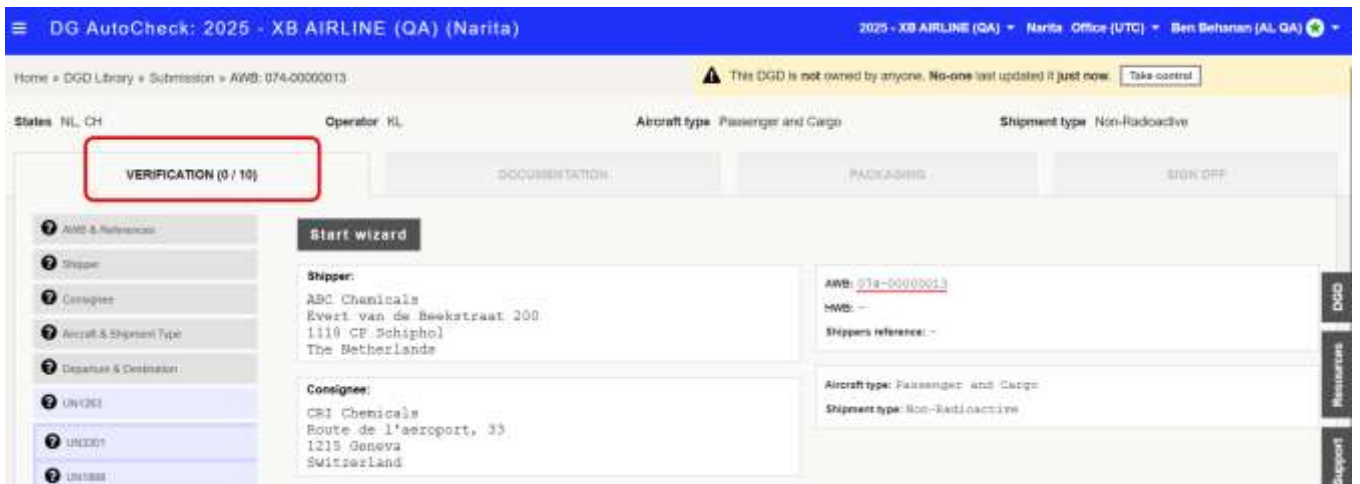 ≡ DG AutoCheck: 2025 - XB AIRLINE (QA) (Narita)
2025 - XB AIRLINE (QA) Narita Office (UTC) Ben Behanan (AL QA)
Home » DGD Library » Submission » AWB: 074-00000013
This DGD is not owned by anyone. No-one last updated it just now. Take control
States NL, CH
Operator KL
Aircraft type Passenger and Cargo
Shipment type Non-Radioactive
VERIFICATION (0 / 10)
DOCUMENTATION
PACKAGING
SIGN OFF
AWB & References
Shipper
Consignee
Aircraft & Shipment Type
Departure & Destination
UN1263
UN1888
Start wizard
Shipper:
ABC Chemicals
Evert van de Beekstraat 200
1118 CP Schiphol
The Netherlands
Consignee:
CRI Chemicals
Route de l'aeroport, 33
1215 Geneva
Switzerland
AWB: 074-00000013
HWB: -
Shippers reference: -
Aircraft type: Passenger and Cargo
Shipment type: Non-Radioactive
DGD
Resources
Support